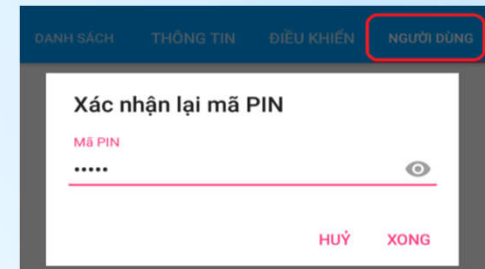 DANH SÁCH THÔNG TIN ĐIỀU KHIỂN NGƯỜI DÙNG
Xác nhận lại mã PIN
Mã PIN
•••••
HUỶ XONG